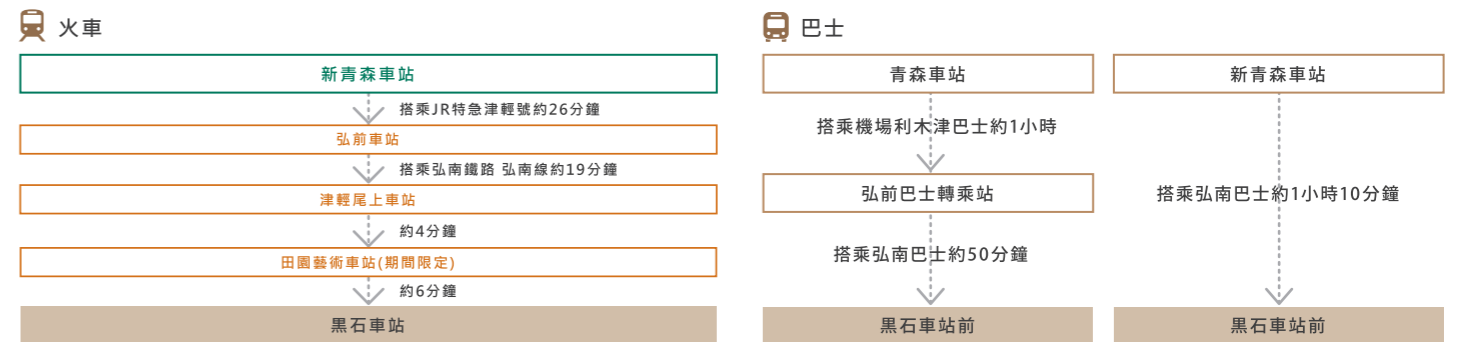 火車
新青森車站
搭乘JR特急津輕號約26分鐘
弘前車站
搭乘弘南鐵路 弘南線約19分鐘
津輕尾上車站
約4分鐘
田園藝術車站(期間限定)
約6分鐘
黒石車站
巴士
青森車站
搭乘機場利木津巴士約1小時
弘前巴士轉乘站
搭乘弘南巴士約50分鐘
黒石車站前
新青森車站
搭乘弘南巴士約1小時10分鐘
黒石車站前